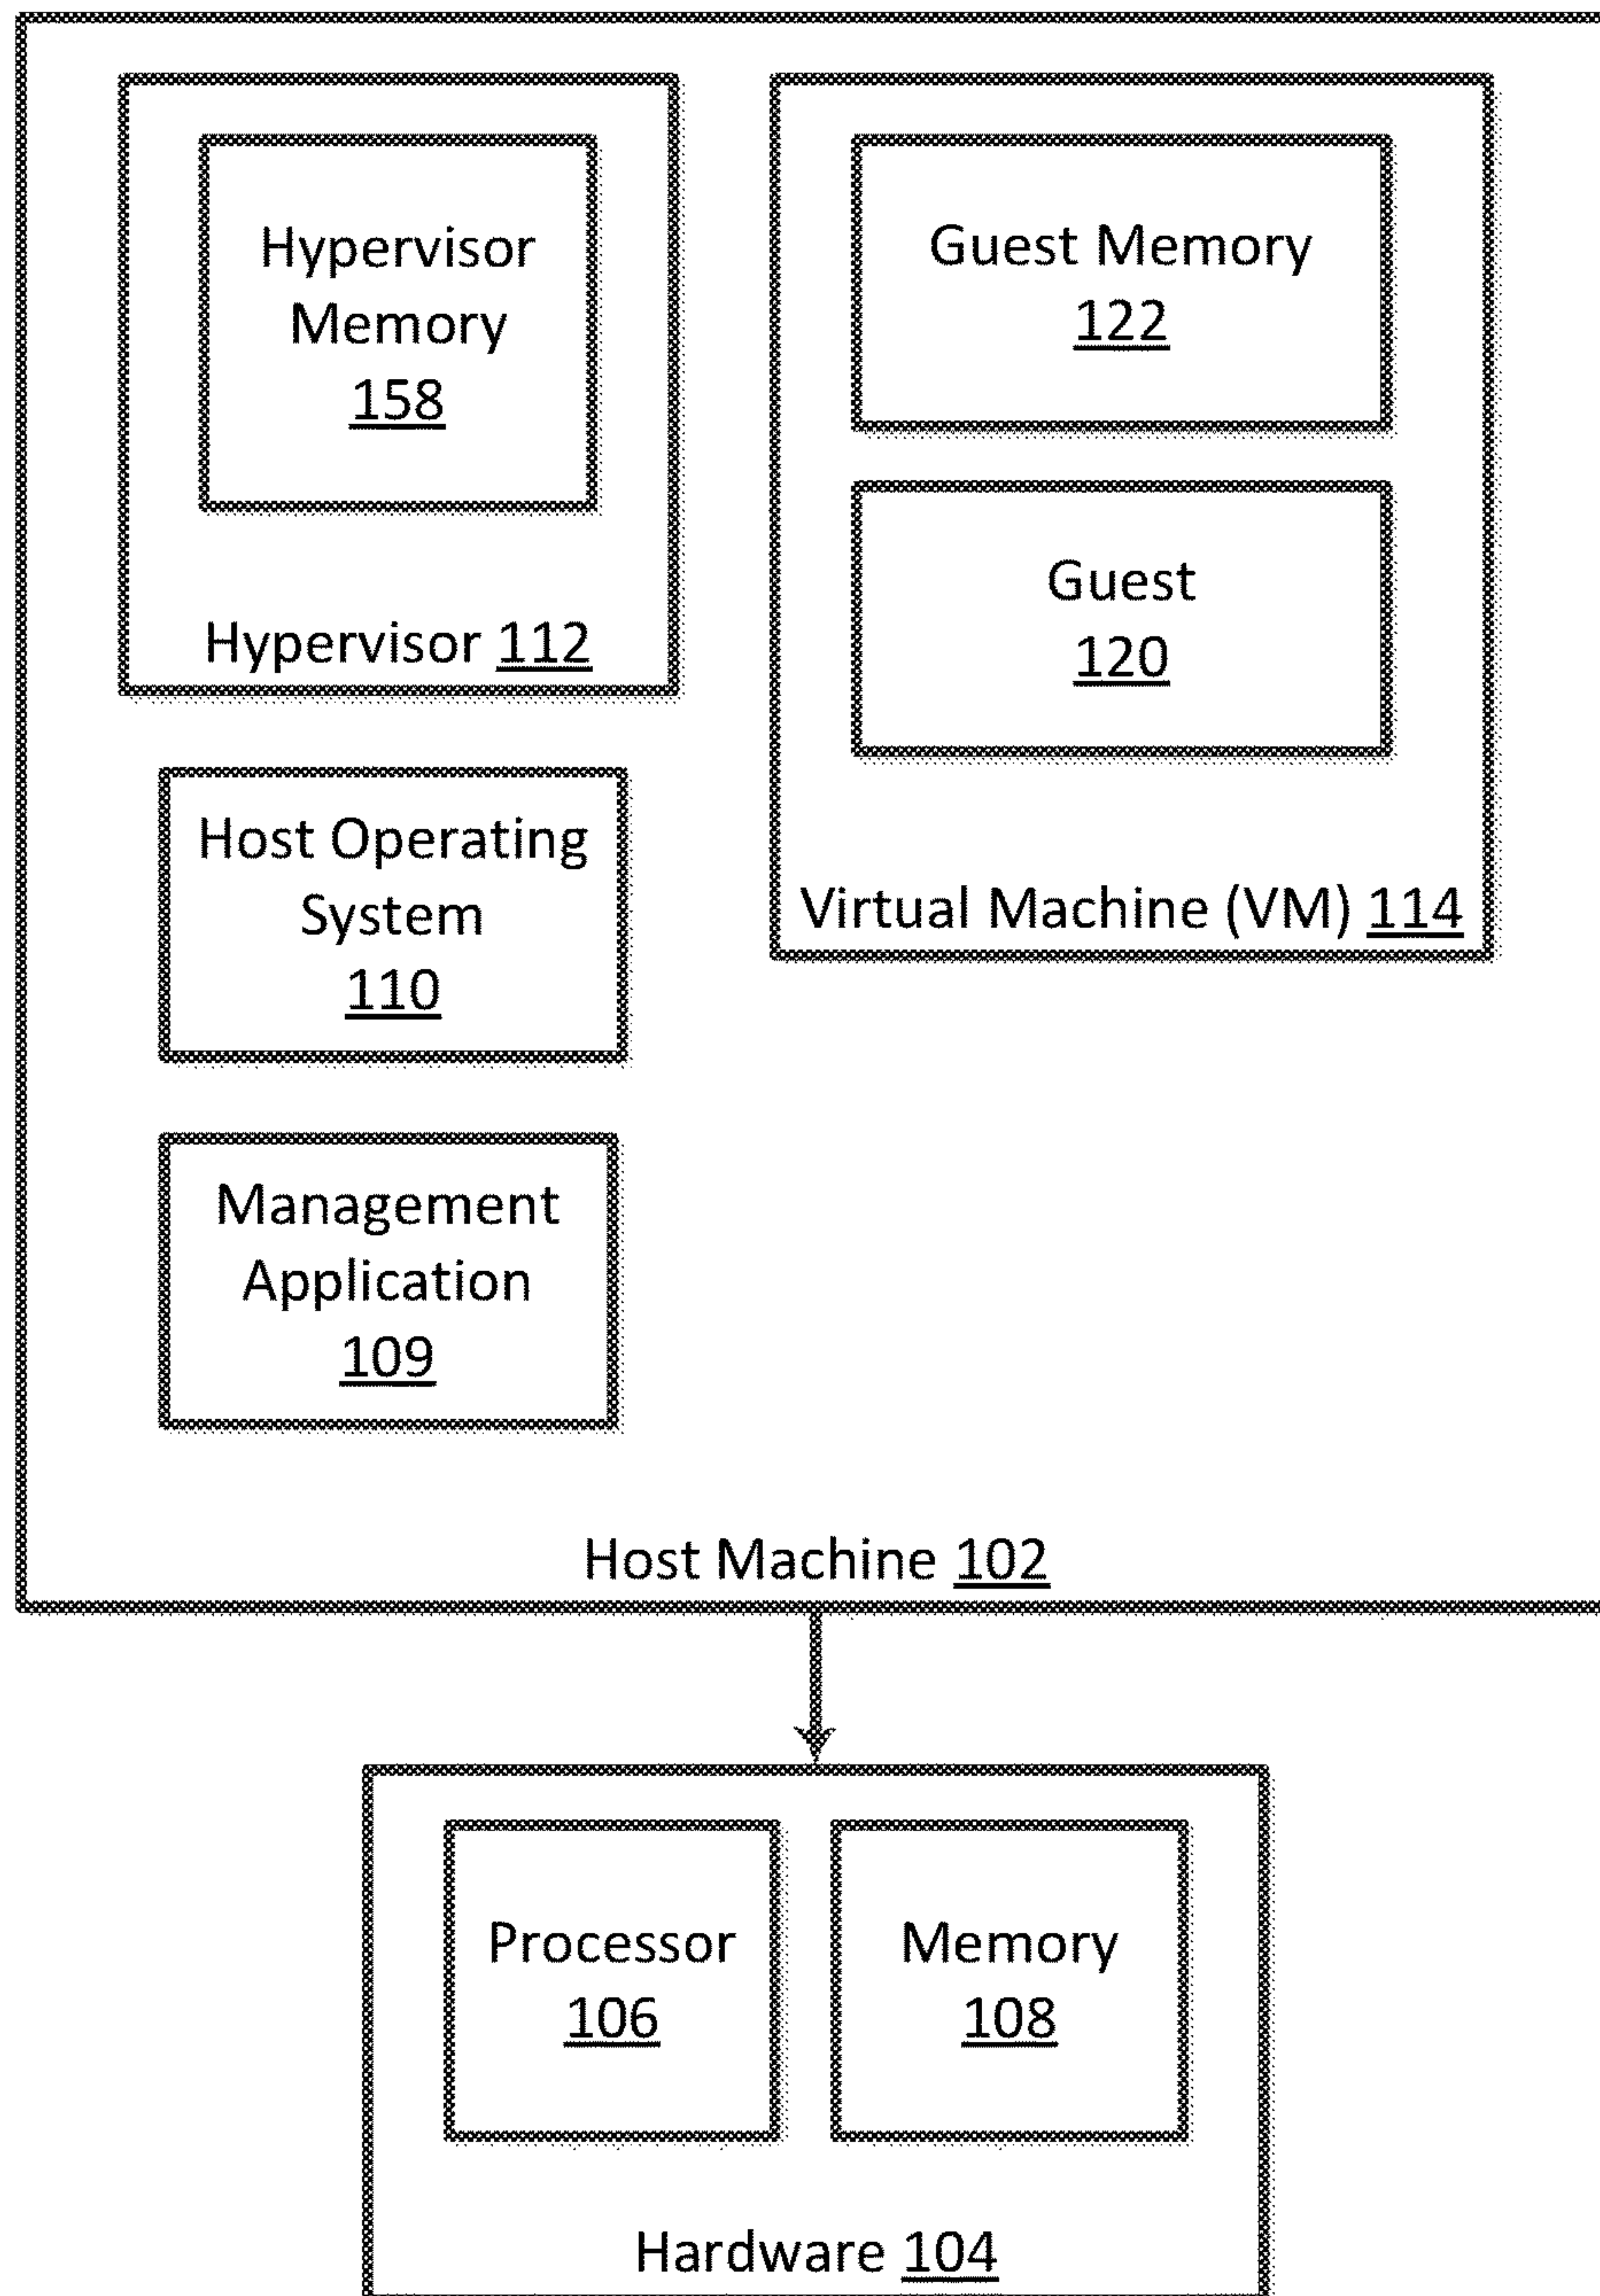 Hypervisor
Memory
158
Hypervisor 112
Guest Memory
122
Guest
120
Virtual Machine (VM) 114
Host Operating
System
110
Management
Application
109
Host Machine 102
Processor
106
Memory
108
Hardware 104